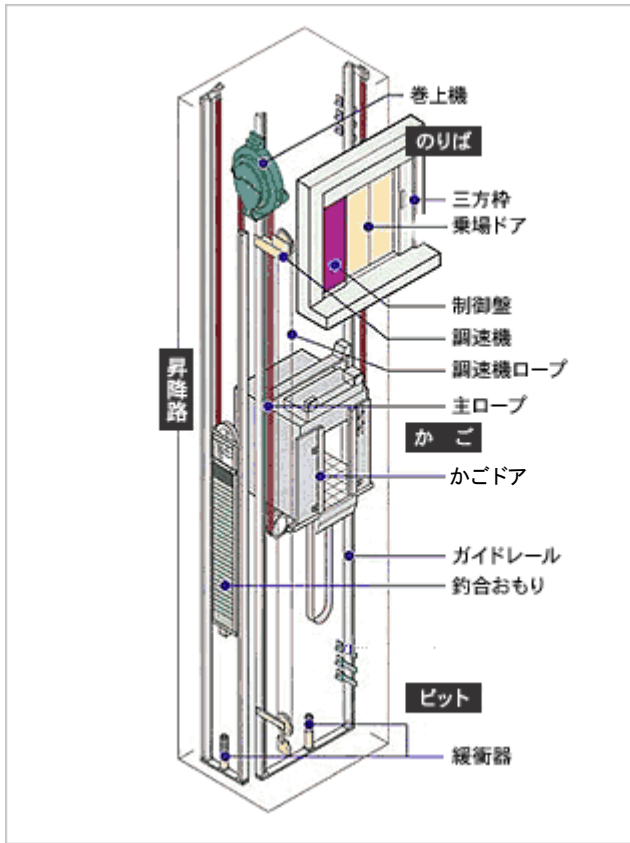 巻上機
のりば
三方枠
乗場ドア
制御盤
調速機
調速機ロープ
昇降路
主ロープ
かご
かごドア
ガイドレール
釣合おもり
ピット
緩衝器